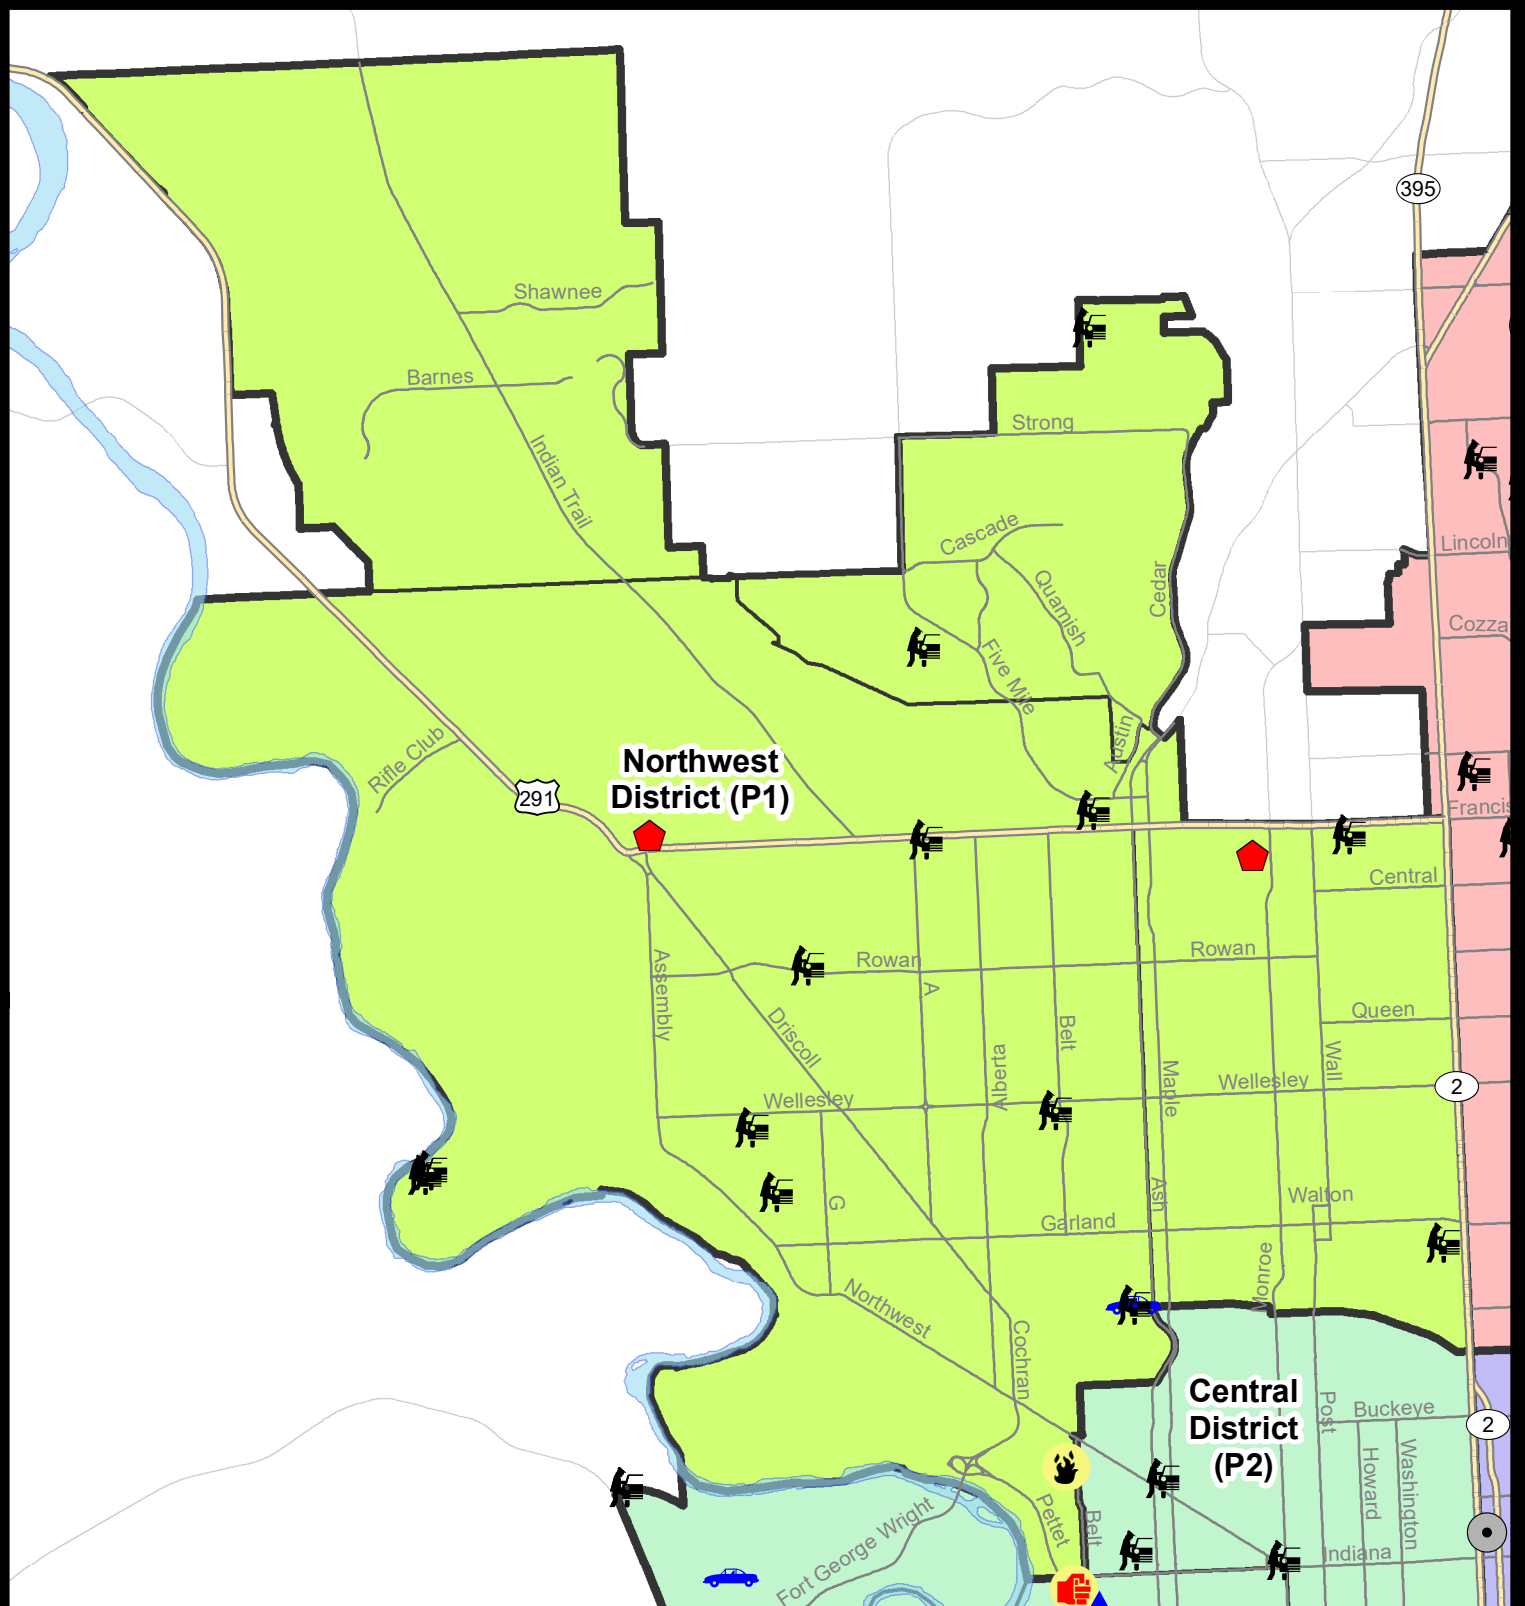 395
Shawnee
Barnes
Strong
Indian Trail
Cascade
Lincoln
Quamish
Cedar
Cozza
Five Mile
Austin
Rifle Club
Northwest
District (P1)
291
Francis
Central
Rowan
Rowan
Assembly
A
Queen
Driscoll
Belt
Wall
Alberta
Maple
Wellesley
Wellesley
2
G
Ash
Walton
Garland
Monroe
Northwest
Cochran
Central
District
(P2)
Post
Buckeye
2
Howard
Washington
Pettet
Belt
Fort George Wright
Indiana